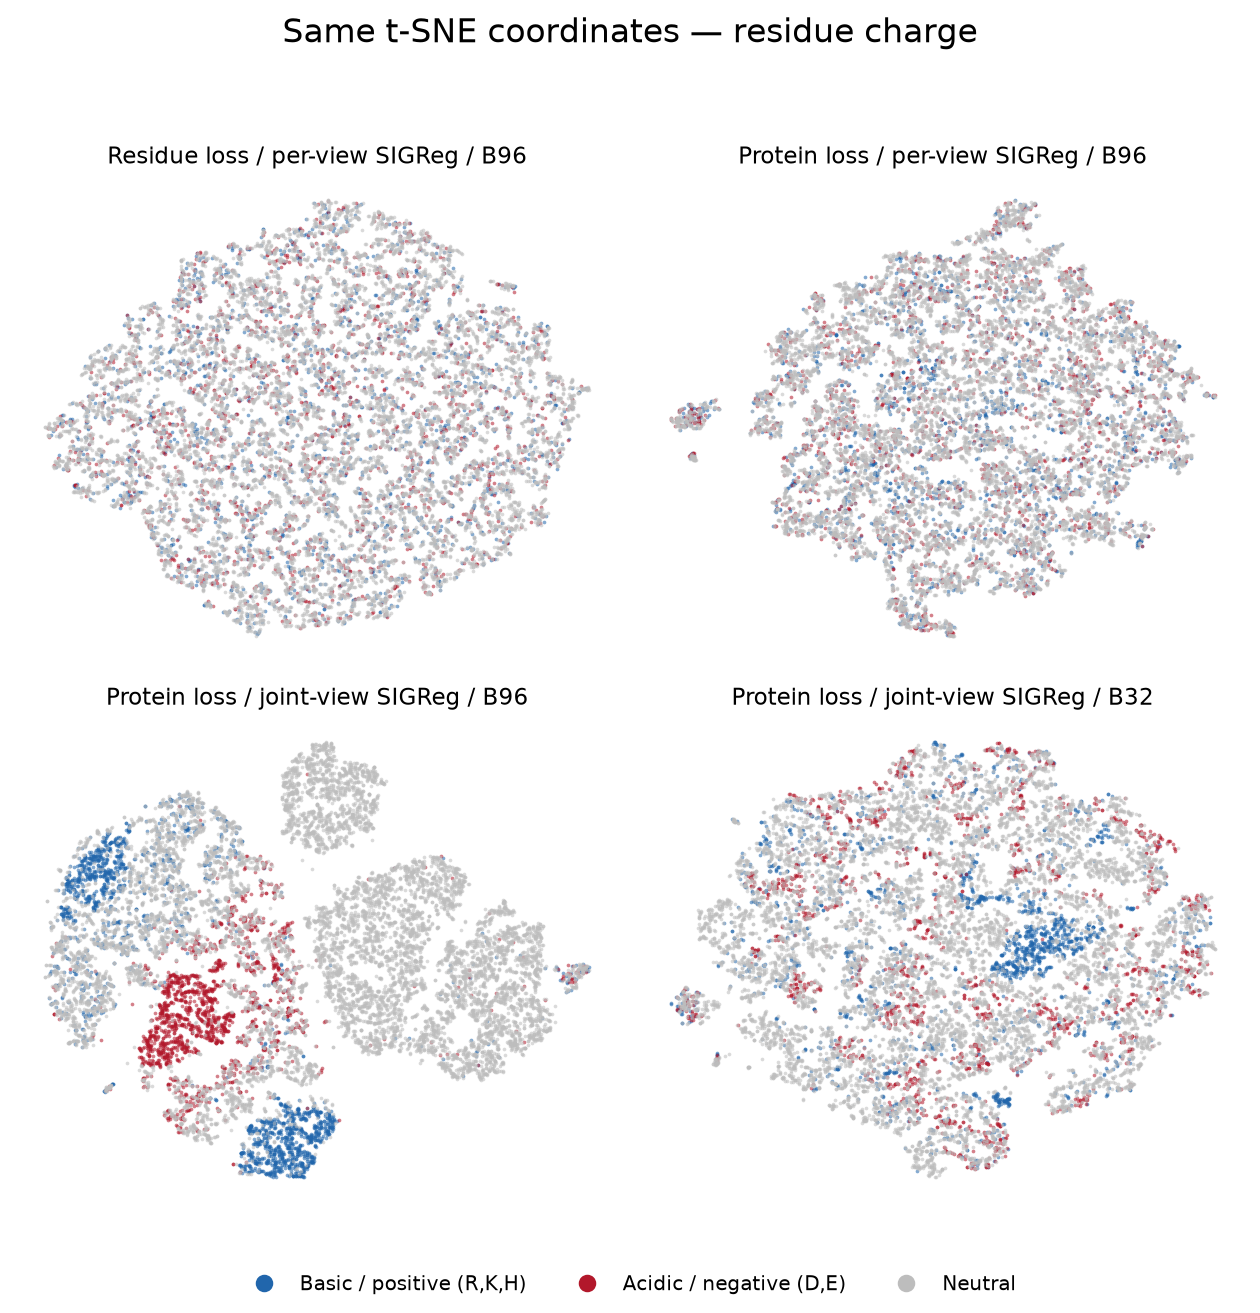 Same t-SNE coordinates — residue charge
Residue loss / per-view SIGReg / B96
Protein loss / per-view SIGReg / B96
Protein loss / joint-view SIGReg / B96
Protein loss / joint-view SIGReg / B32
Basic / positive (R,K,H)
Acidic / negative (D,E)
Neutral